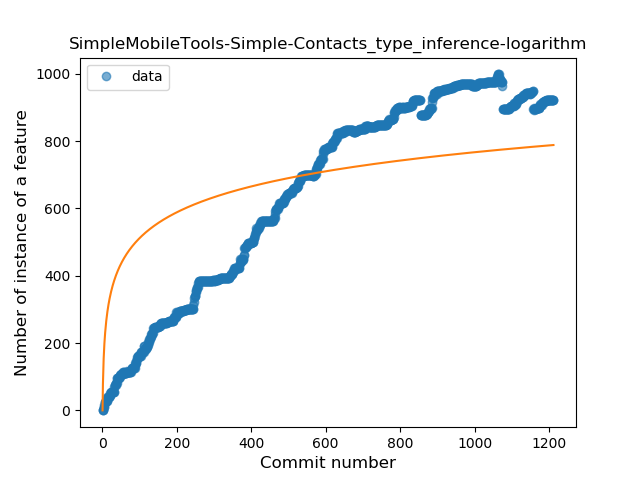 SimpleMobileTools-Simple-Contacts_type_inference-logarithm
data
Number of instance of a feature
1000
800
600
400
200
0
0 200 400 600 800 1000 1200
Commit number